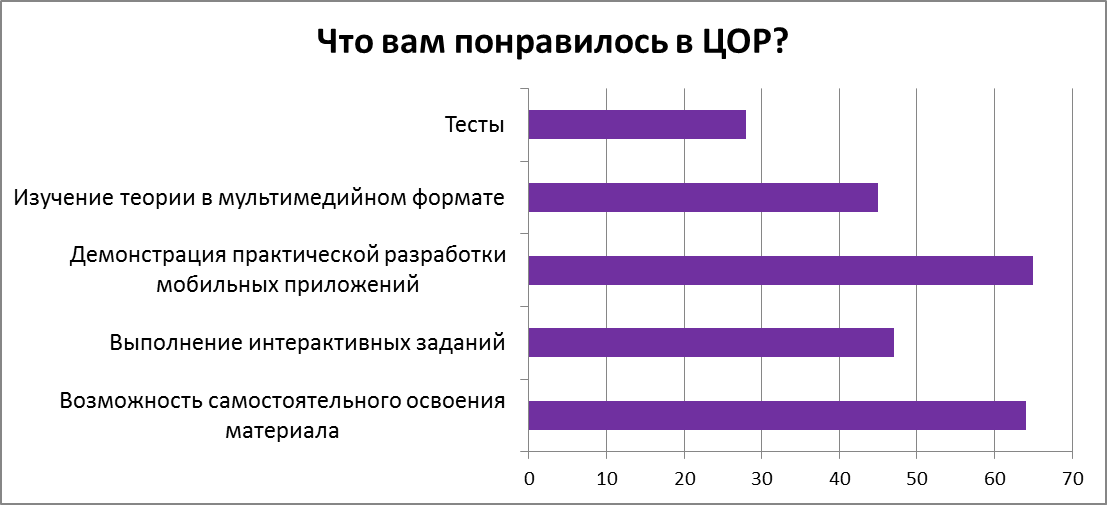 Что вам понравилось в ЦОР?
Тесты
Изучение теории в мультимедийном формате
Демонстрация практической разработки
мобильных приложений
Выполнение интерактивных заданий
Возможность самостоятельного освоения
материала
0 10 20 30 40 50 60 70